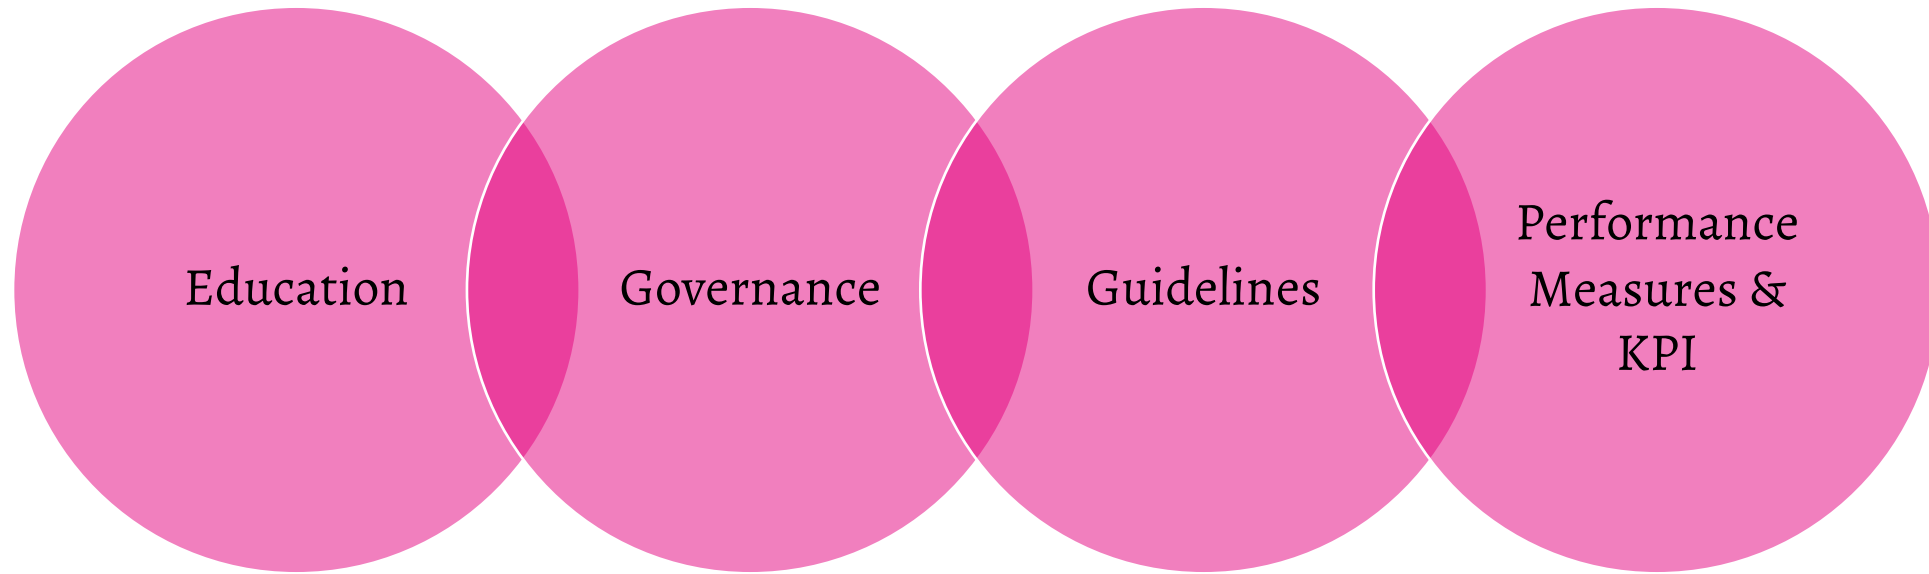 Education
Governance
Guidelines
Performance
Measures &
KPI